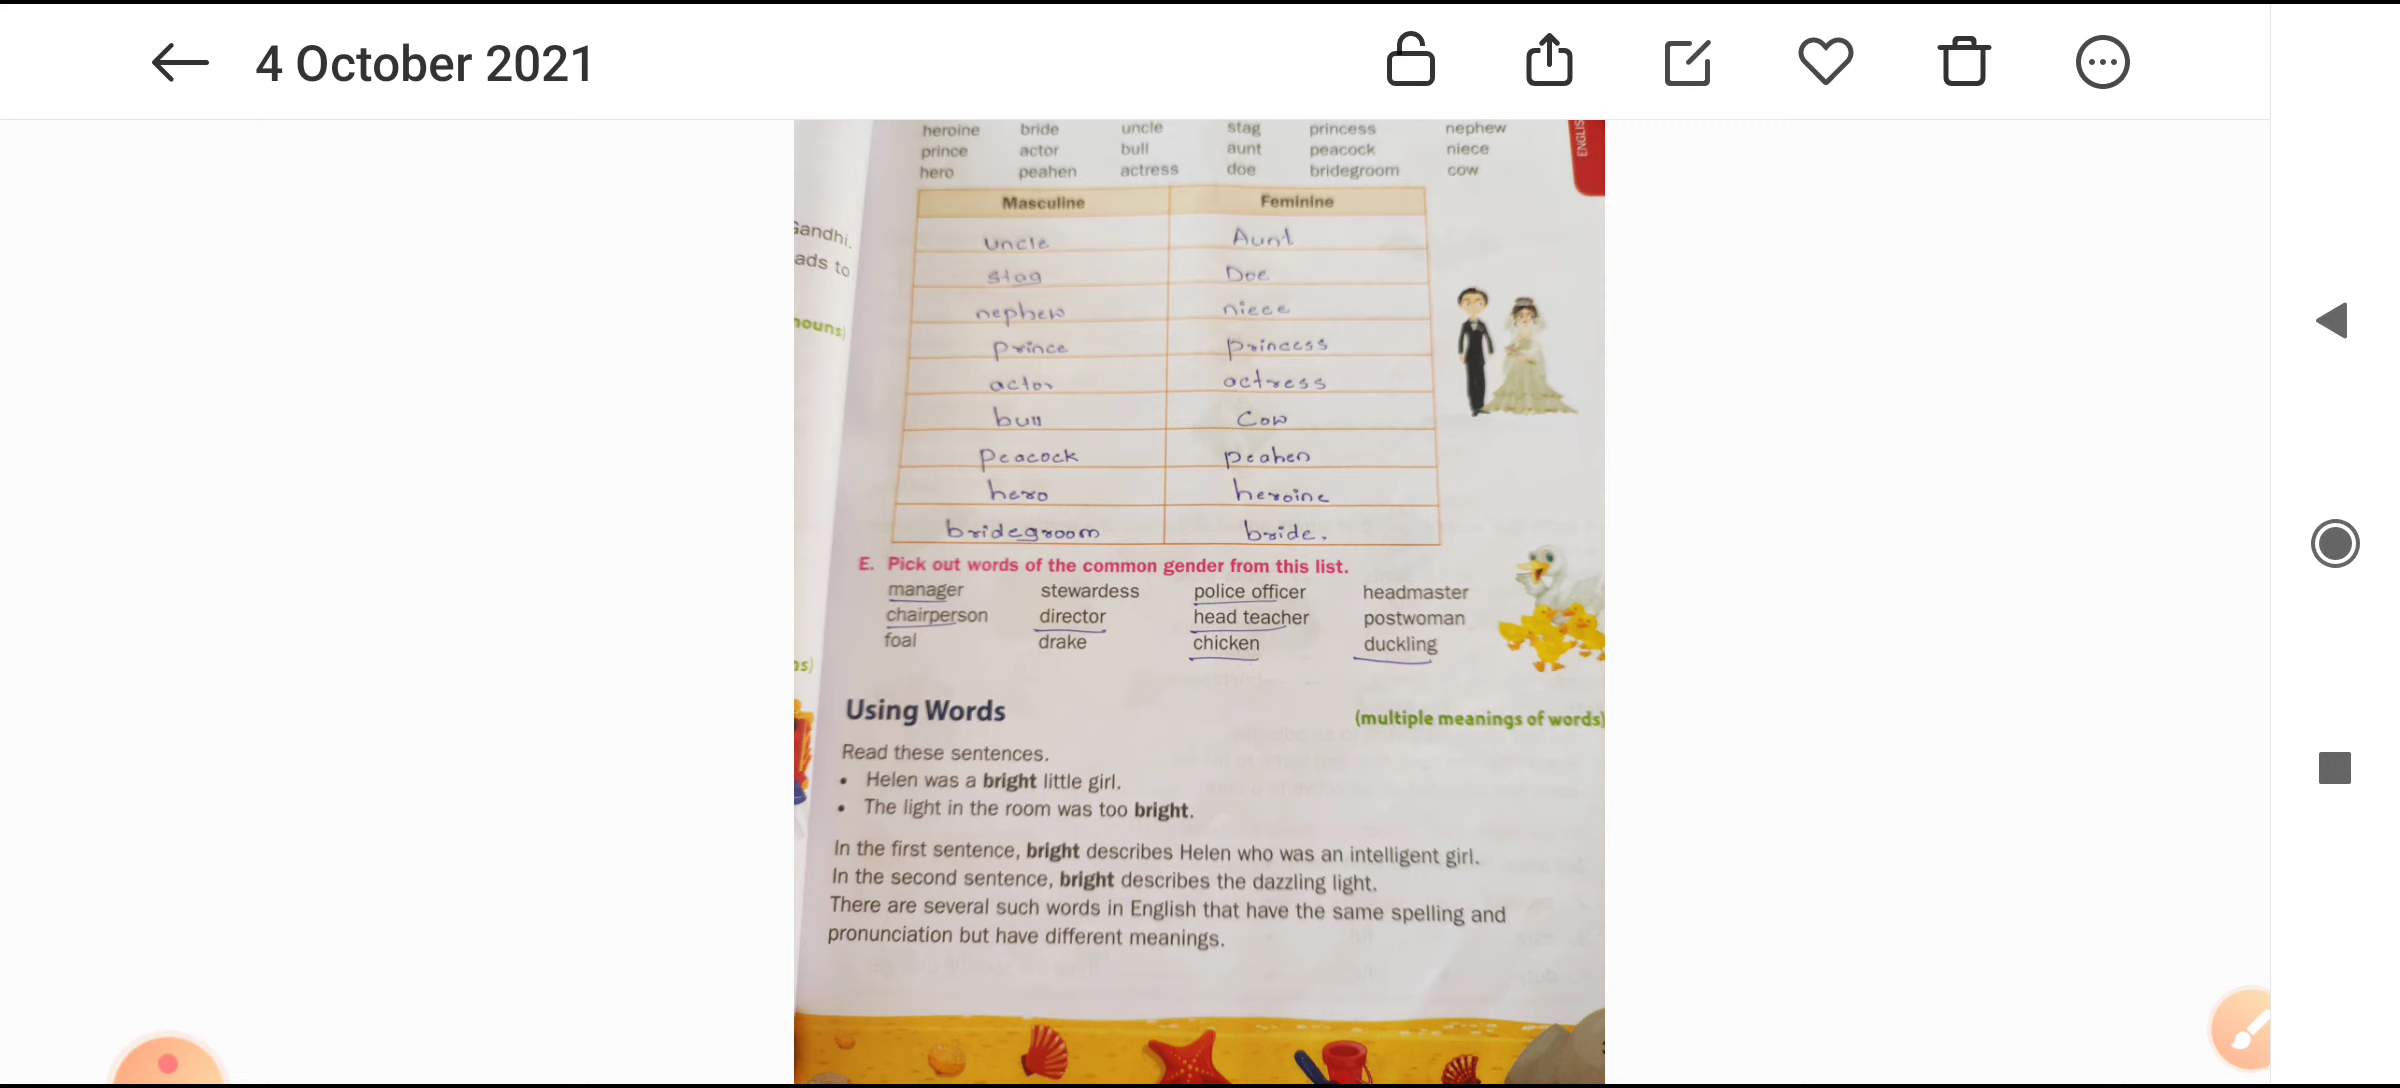 4 October 2021
heroine bride uncle stag princess nephew
prince actor bull aunt peacock niece
hero peahen actress doe bridegroom cow
ENGLIS
Masculine Feminine
uncle Aunt
stag Doe
nephew niece
prince princess
actor actress
bull Cow
Peacock peahen
hero heroine
bridegroom bride.
Gandhi.
ads to
nouns)
ns)
E. Pick out words of the common gender from this list.
manager stewardess police officer headmaster
chairperson director head teacher postwoman
foal drake chicken duckling
Using Words (multiple meanings of words)
Read these sentences.
• Helen was a bright little girl.
• The light in the room was too bright.
In the first sentence, bright describes Helen who was an intelligent girl.
In the second sentence, bright describes the dazzling light.
There are several such words in English that have the same spelling and
pronunciation but have different meanings.